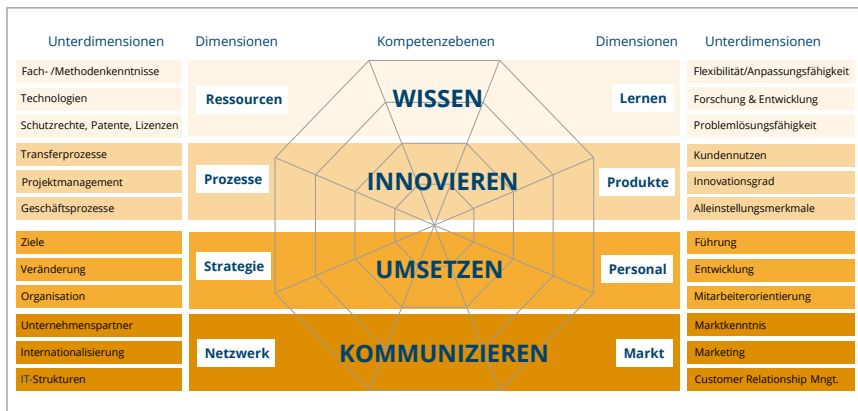 Unterdimensionen Dimensionen Kompetenzebenen Dimensionen Unterdimensionen
Fach- /Methodenkenntnisse
Technologien
Schutzrechte, Patente, Lizenzen
Ressourcen
WISSEN
Lernen
Flexibilität/Anpassungsfähigkeit
Forschung & Entwicklung
Problemlösungsfähigkeit
Transferprozesse
Projektmanagement
Geschäftsprozesse
Prozesse
INNOVIEREN
Produkte
Kundennutzen
Innovationsgrad
Alleinstellungsmerkmale
Ziele
Veränderung
Organisation
Strategie
UMSETZEN
Personal
Führung
Entwicklung
Mitarbeiterorientierung
Unternehmenspartner
Internationalisierung
IT-Strukturen
Netzwerk
KOMMUNIZIEREN
Markt
Marktkenntnis
Marketing
Customer Relationship Mngt.